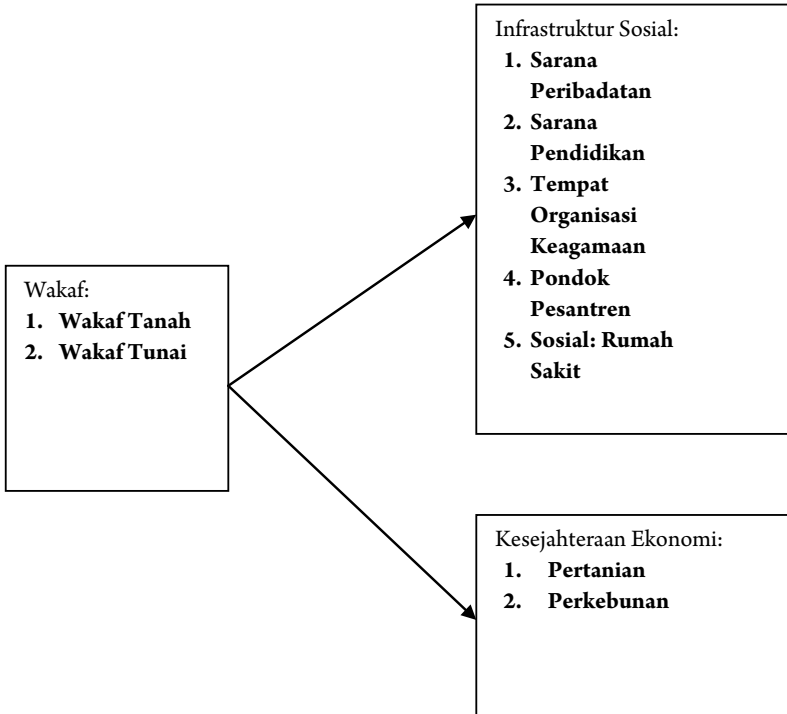 Infrastruktur Sosial:
1. Sarana
Peribadatan
2. Sarana
Pendidikan
3. Tempat
Organisasi
Keagamaan
4. Pondok
Pesantren
5. Sosial: Rumah
Sakit
Wakaf:
1. Wakaf Tanah
2. Wakaf Tunai
Kesejahteraan Ekonomi:
1. Pertanian
2. Perkebunan